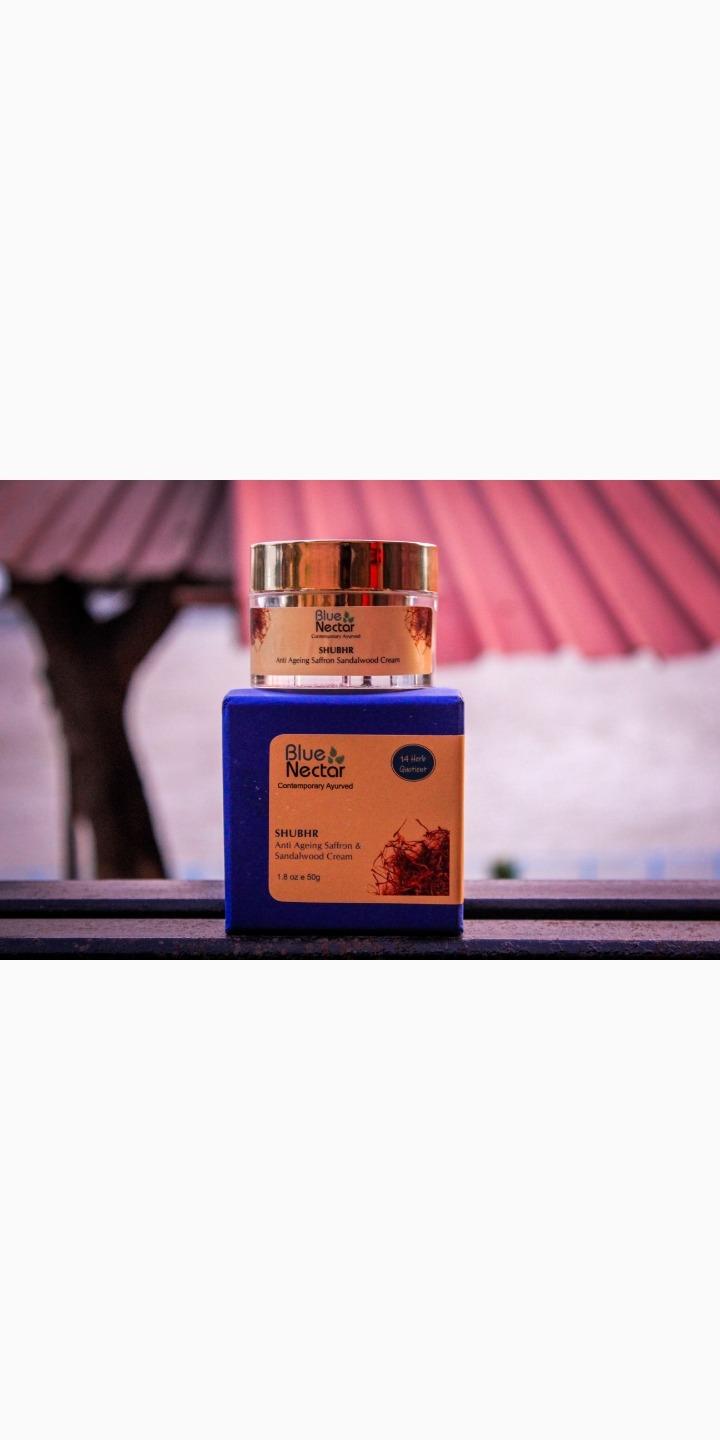 Blue
Nectar
Contemporary Ayurved
SHUBHR
Anti Ageing Saffron Sandalwood Cream
Blue
Nectar
Contemporary Ayurved
14 Herb
Quotient
SHUBHR
Anti Ageing Saffron &
Sandalwood Cream
1.8 oz e 50g